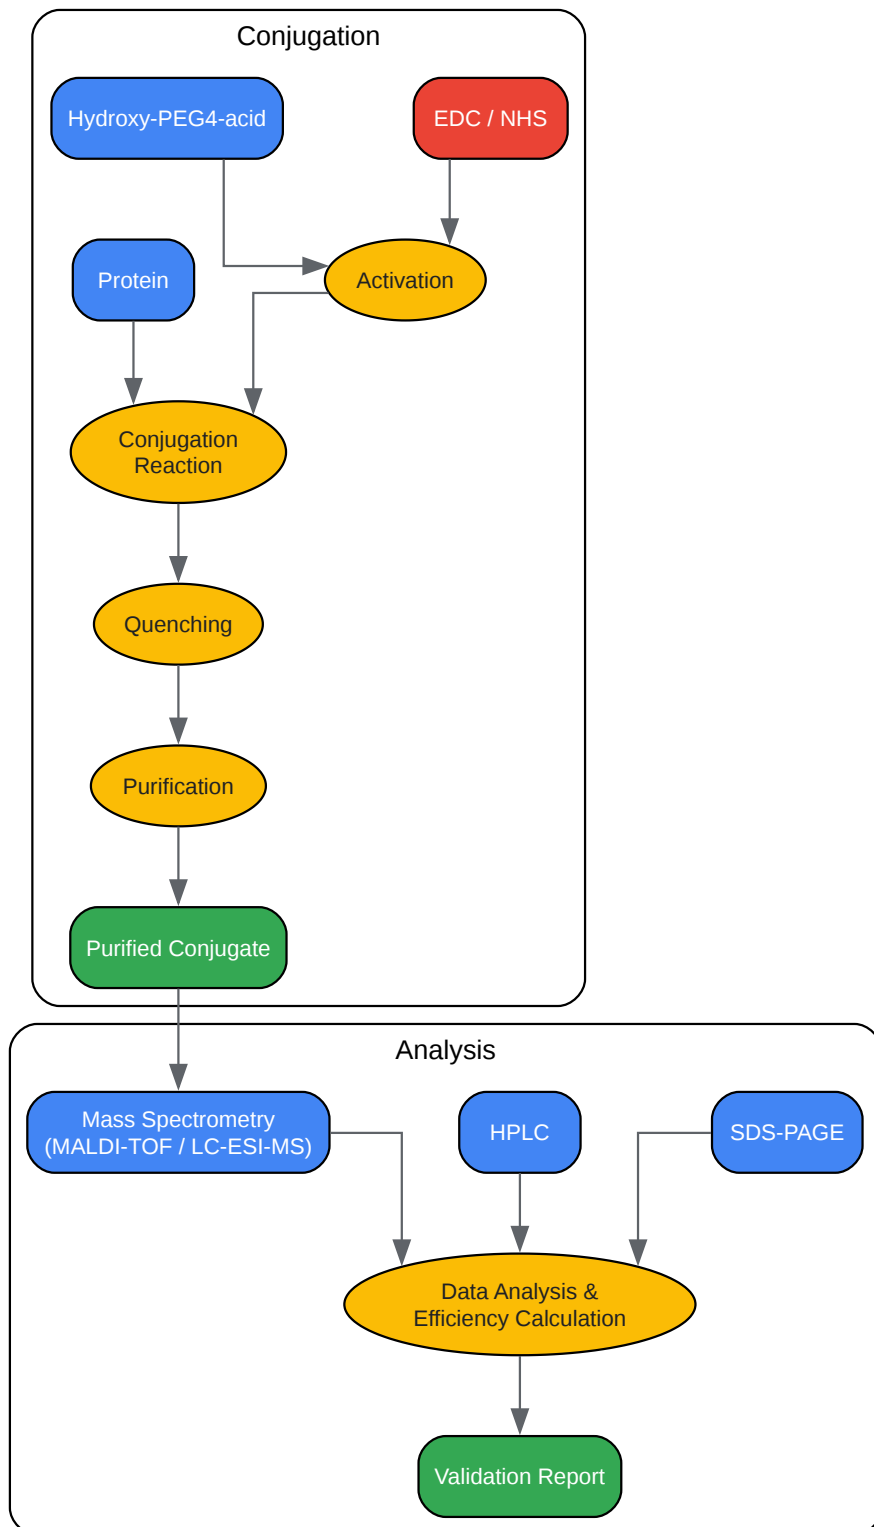 Conjugation
Hydroxy-PEG4-acid
EDC / NHS
Protein
Activation
Conjugation
Reaction
Quenching
Purification
Purified Conjugate
Analysis
Mass Spectrometry
(MALDI-TOF / LC-ESI-MS)
HPLC
SDS-PAGE
Data Analysis &
Efficiency Calculation
Validation Report